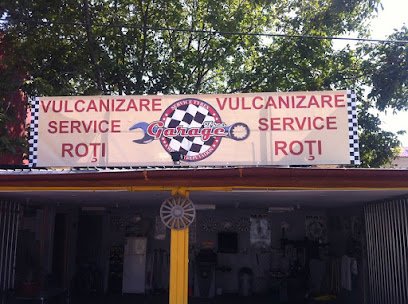 VULCANIZARE
SERVICE
ROȚI
Garage
VULCANIZARE
SERVICE
ROȚI